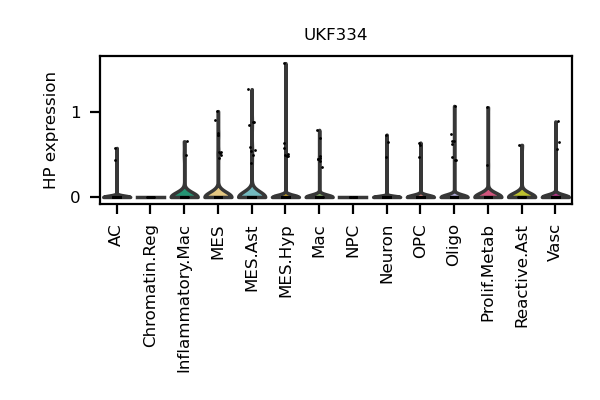 UKF334
HP expression
1
0
AC
Chromatin.Reg
Inflammatory.Mac
MES
MES.Ast
MES.Hyp
Mac
NPC
Neuron
OPC
Oligo
Prolif.Metab
Reactive.Ast
Vasc